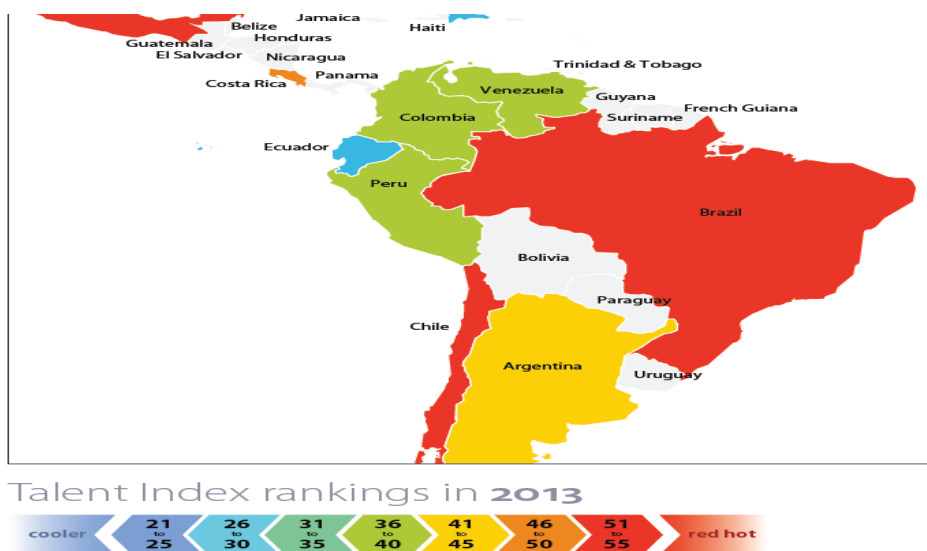 Jamaica
Belize
Haiti
Honduras
Guatemala
El Salvador
Nicaragua
Trinidad & Tobago
Costa Rica
Panama
Venezuela
Guyana
French Guiana
Colombia
Suriname
Ecuador
Peru
Brazil
Bolivia
Paraguay
Chile
Argentina
Uruguay
Talent Index rankings in 2013
cooler
21 to 25
26 to 30
31 to 35
36 to 40
41 to 45
46 to 50
51 to 55
red hot